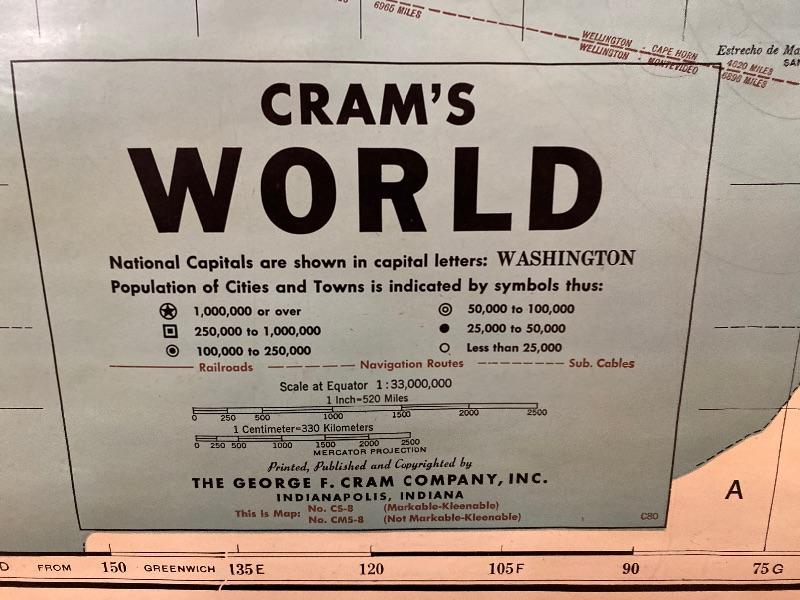 6966 MILES
WELLINGTON - CAPE HORN
WELLINGTON - MONTEVIDEO
Estrecho de Ma
SAN
4620 MILES
6898 MILES
CRAM'S
WORLD
National Capitals are shown in capital letters: WASHINGTON
Population of Cities and Towns is indicated by symbols thus:
1,000,000 or over
50,000 to 100,000
250,000 to 1,000,000
25,000 to 50,000
100,000 to 250,000
Less than 25,000
Railroads Navigation Routes Sub. Cables
Scale at Equator 1:33,000,000
1 Inch=520 Miles
0 250 500 1000 1500 2000 2500
1 Centimeter=330 Kilometers
0 250 500 1000 1500 2000 2500
MERCATOR PROJECTION
Printed, Published and Copyrighted by
THE GEORGE F. CRAM COMPANY, INC.
INDIANAPOLIS, INDIANA
This is Map: No. CS-8 (Markable-Kleenable)
No. CMS-8 (Not Markable-Kleenable)
C80
A
D FROM 150 GREENWICH 135 E 120 105 F 90 75 G